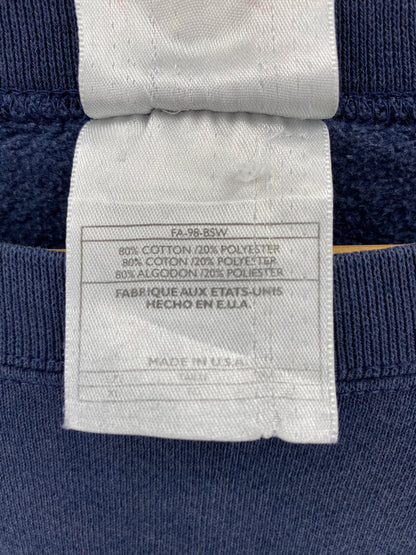 FA-98-BSW
80% COTTON /20% POLYESTER
80% COTON /20% POLYESTER
80% ALGODON /20% POLIESTER
FABRIQUE AUX ETATS-UNIS
HECHO EN E.U.A.
MADE IN U.S.A.